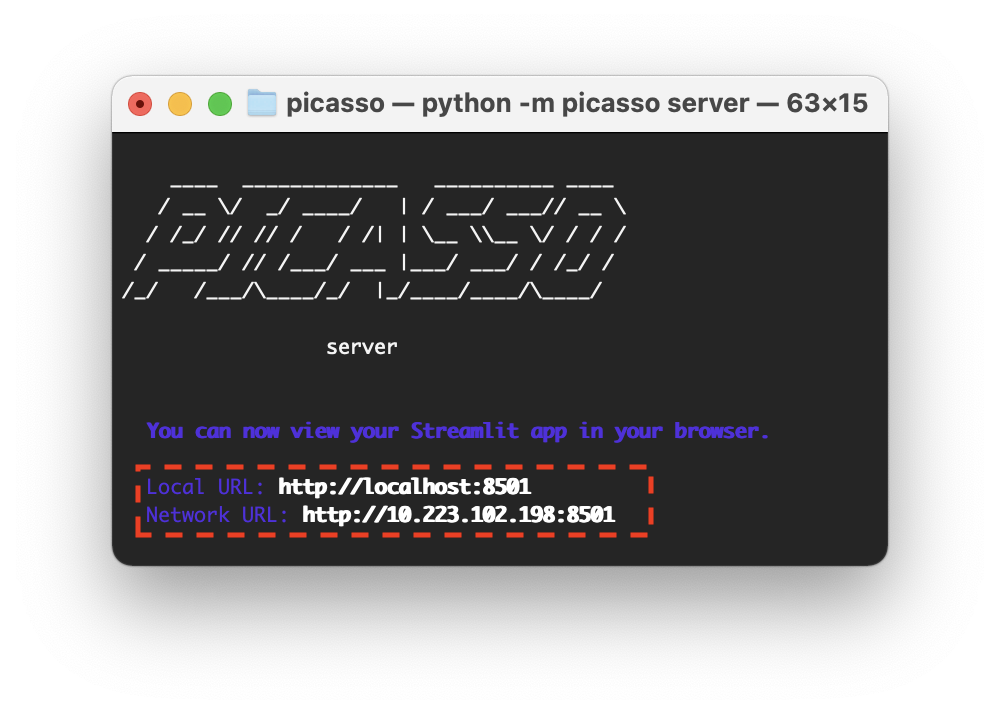 picasso — python -m picasso server — 63×15
PICASSO
server
You can now view your Streamlit app in your browser.
Local URL: http://localhost:8501
Network URL: http://10.223.102.198:8501